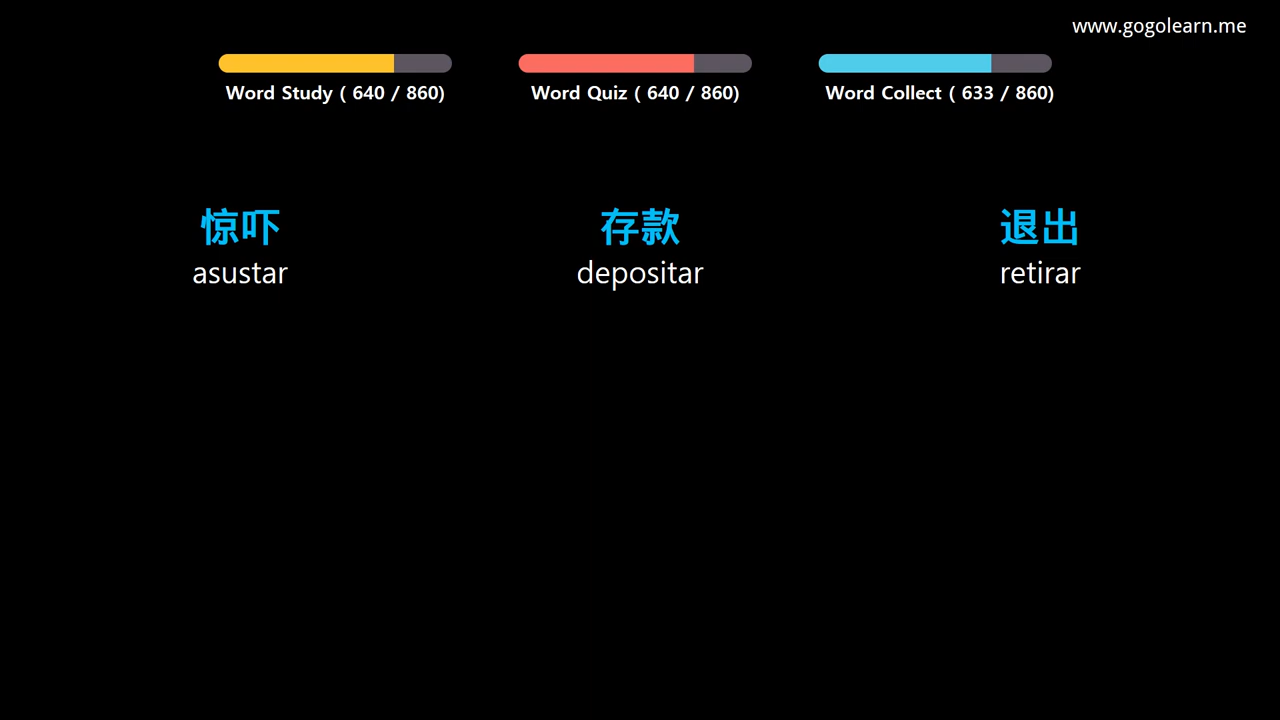 www.gogolearn.me
Word Study ( 640 / 860)
Word Quiz ( 640 / 860)
Word Collect ( 633 / 860)
惊吓
asustar
存款
depositar
退出
retirar